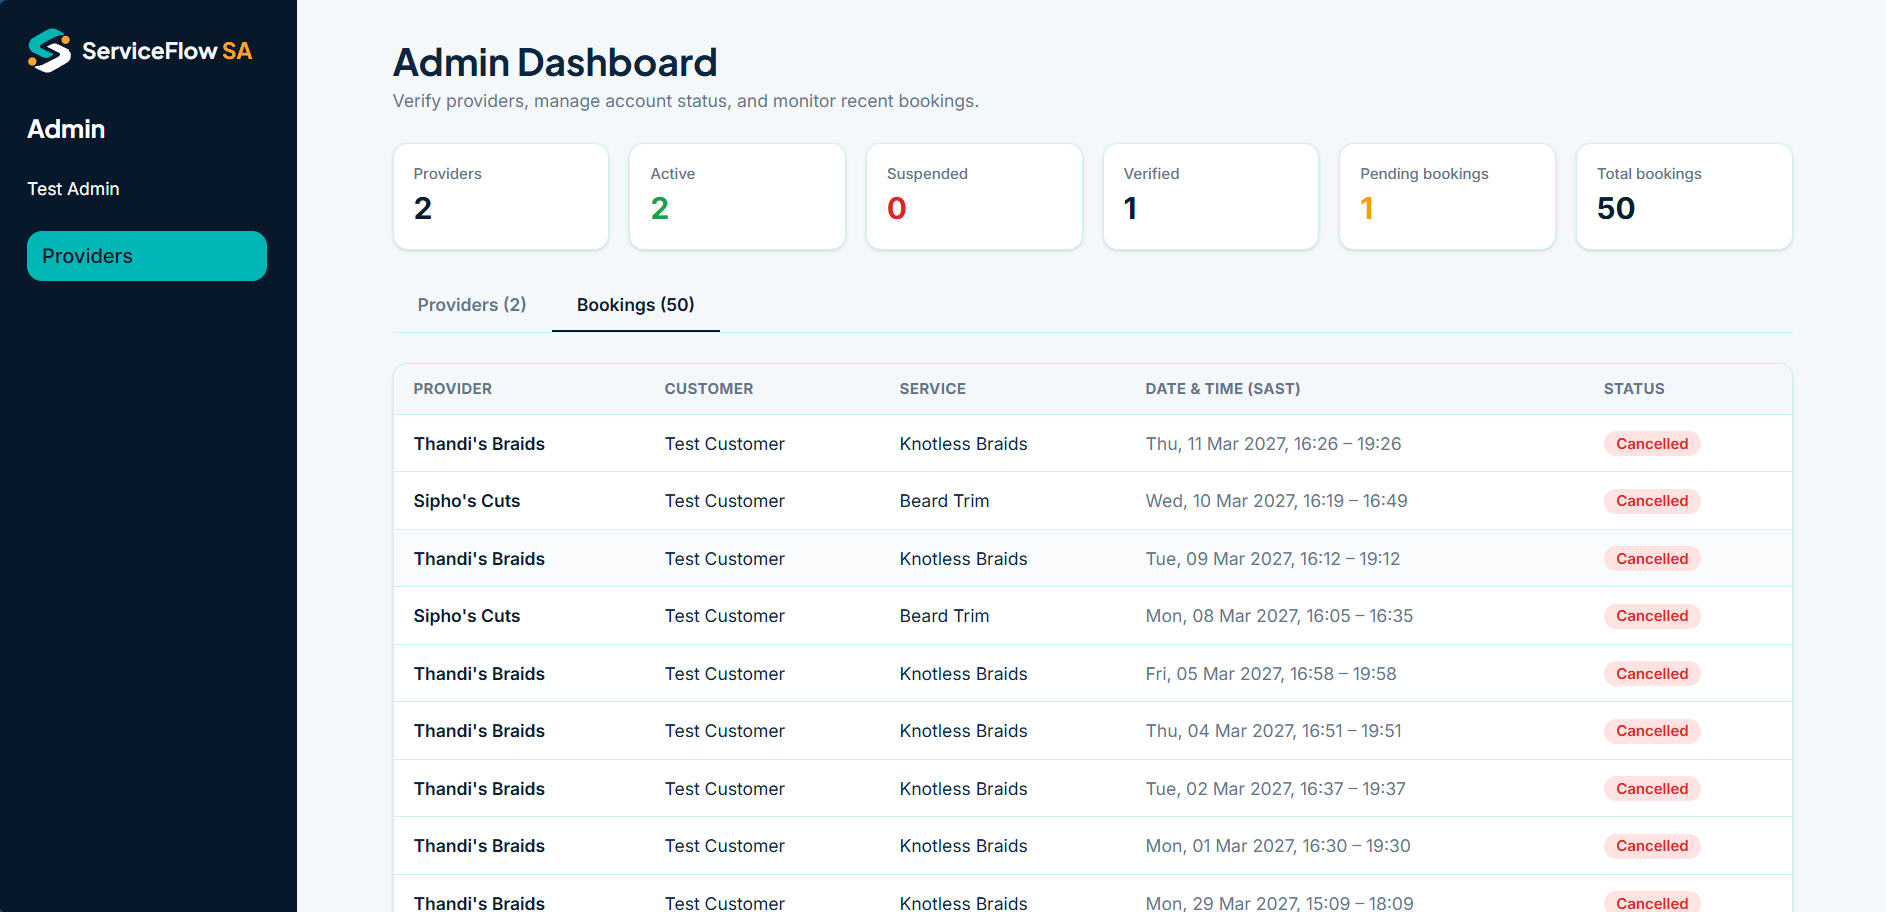 ServiceFlow SA
Admin
Test Admin
Providers
Admin Dashboard
Verify providers, manage account status, and monitor recent bookings.
Providers
2
Active
2
Suspended
0
Verified
1
Pending bookings
1
Total bookings
50
Providers (2) Bookings (50)
PROVIDER CUSTOMER SERVICE DATE & TIME (SAST) STATUS
Thandi's Braids Test Customer Knotless Braids Thu, 11 Mar 2027, 16:26 – 19:26 Cancelled
Sipho's Cuts Test Customer Beard Trim Wed, 10 Mar 2027, 16:19 – 16:49 Cancelled
Thandi's Braids Test Customer Knotless Braids Tue, 09 Mar 2027, 16:12 – 19:12 Cancelled
Sipho's Cuts Test Customer Beard Trim Mon, 08 Mar 2027, 16:05 – 16:35 Cancelled
Thandi's Braids Test Customer Knotless Braids Fri, 05 Mar 2027, 16:58 – 19:58 Cancelled
Thandi's Braids Test Customer Knotless Braids Thu, 04 Mar 2027, 16:51 – 19:51 Cancelled
Thandi's Braids Test Customer Knotless Braids Tue, 02 Mar 2027, 16:37 – 19:37 Cancelled
Thandi's Braids Test Customer Knotless Braids Mon, 01 Mar 2027, 16:30 – 19:30 Cancelled
Thandi's Braids Test Customer Knotless Braids Mon, 29 Mar 2027, 15:09 – 18:09 Cancelled